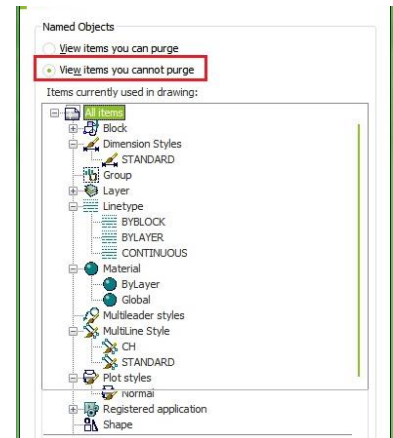 Named Objects
View items you can purge
View items you cannot purge
Items currently used in drawing:
All items
Block
Dimension Styles
STANDARD
Group
Layer
Linetype
BYBLOCK
BYLAYER
CONTINUOUS
Material
ByLayer
Global
Multileader styles
MultiLine Style
CH
STANDARD
Plot styles
Normal
Registered application
Shape